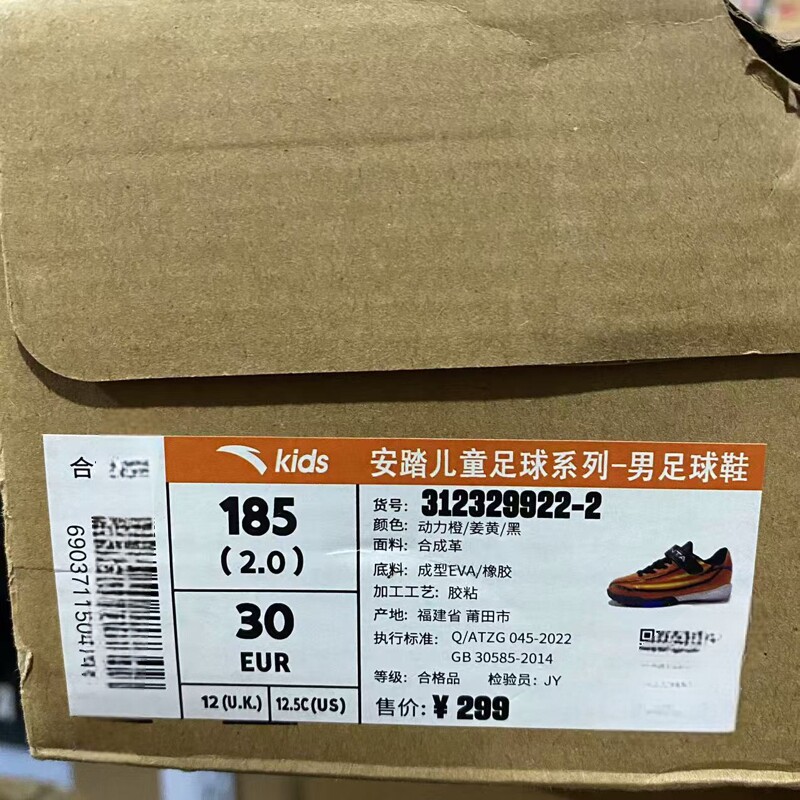 合
kids
安踏儿童足球系列-男足球鞋
185
(2.0)
30
EUR
12(U.K.)
12.5C(US)
货号: 312329922-2
颜色: 动力橙/姜黄/黑
面料: 合成革
底料: 成型EVA/橡胶
加工工艺: 胶粘
产地: 福建省 莆田市
执行标准: Q/ATZG 045-2022
GB 30585-2014
等级: 合格品 检验员: JY
售价: ¥ 299